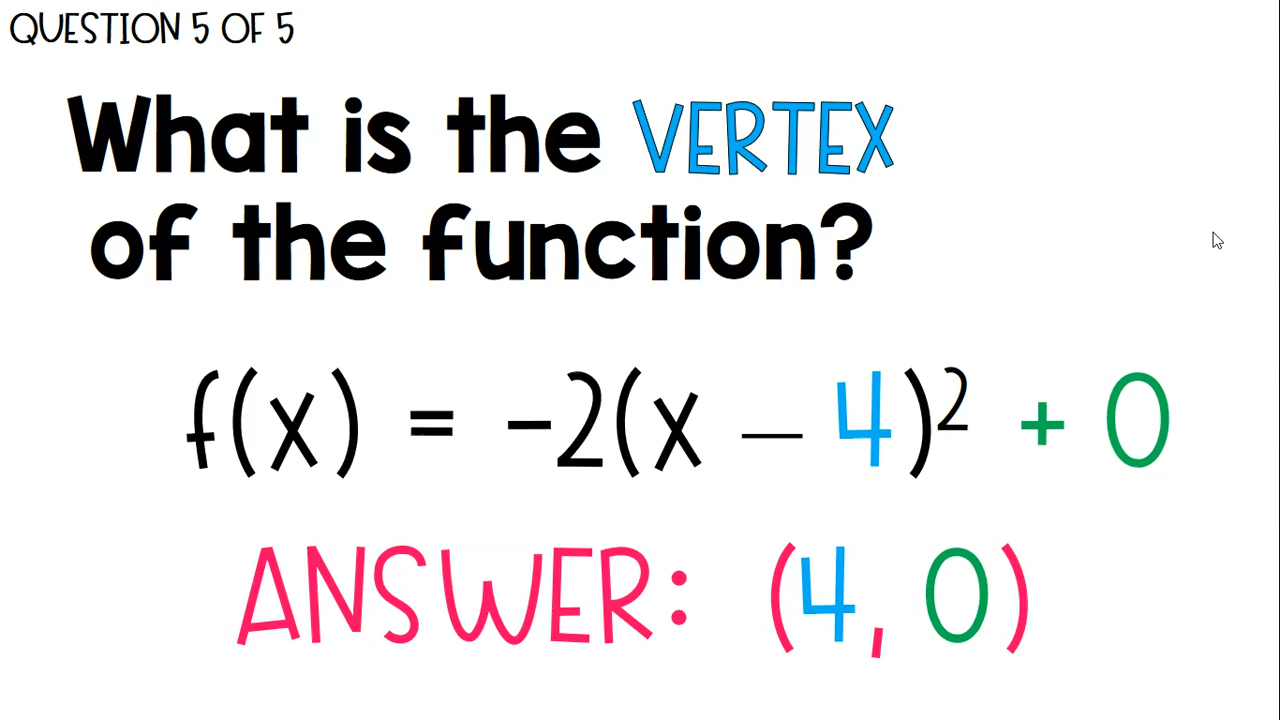 QUESTION 5 OF 5
What is the VERTEX
of the function?
f(x) = -2(x – 4)² + 0
ANSWER: (4, 0)